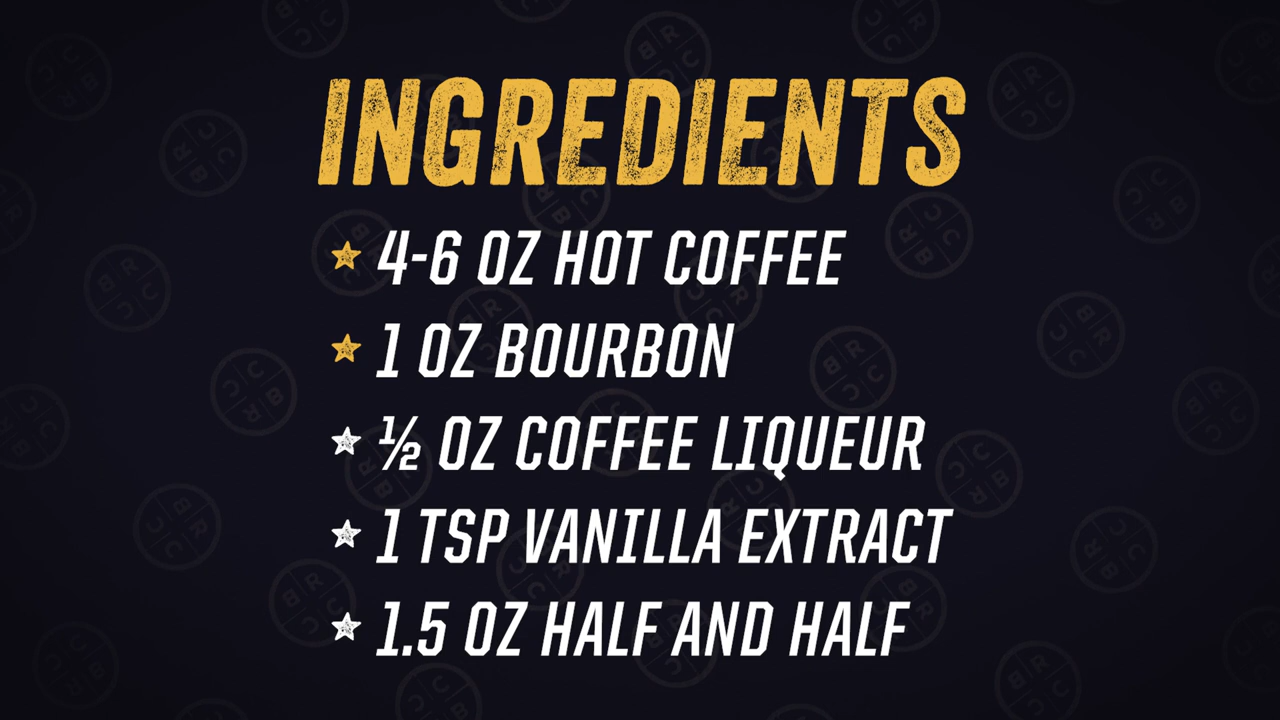 INGREDIENTS
4-6 OZ HOT COFFEE
1 OZ BOURBON
½ OZ COFFEE LIQUEUR
1 TSP VANILLA EXTRACT
1.5 OZ HALF AND HALF